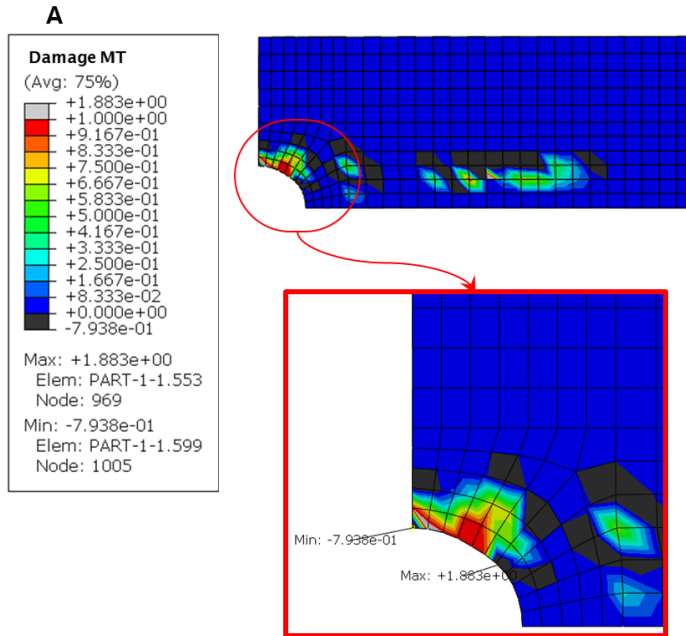 A
Damage MT
(Avg: 75%)
+1.883e+00
+1.000e+00
+9.167e-01
+8.333e-01
+7.500e-01
+6.667e-01
+5.833e-01
+5.000e-01
+4.167e-01
+3.333e-01
+2.500e-01
+1.667e-01
+8.333e-02
+0.000e+00
-7.938e-01
Max: +1.883e+00
Elem: PART-1-1.553
Node: 969
Min: -7.938e-01
Elem: PART-1-1.599
Node: 1005
Min: -7.938e-01
Max: +1.883e+00